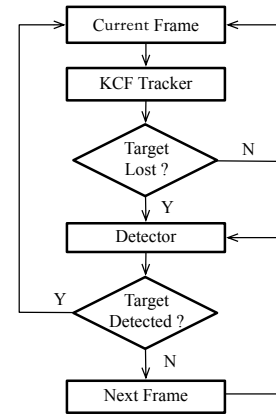 Current Frame
KCF Tracker
Target
Lost ?
N
Y
Detector
Y
Target
Detected ?
N
Next Frame